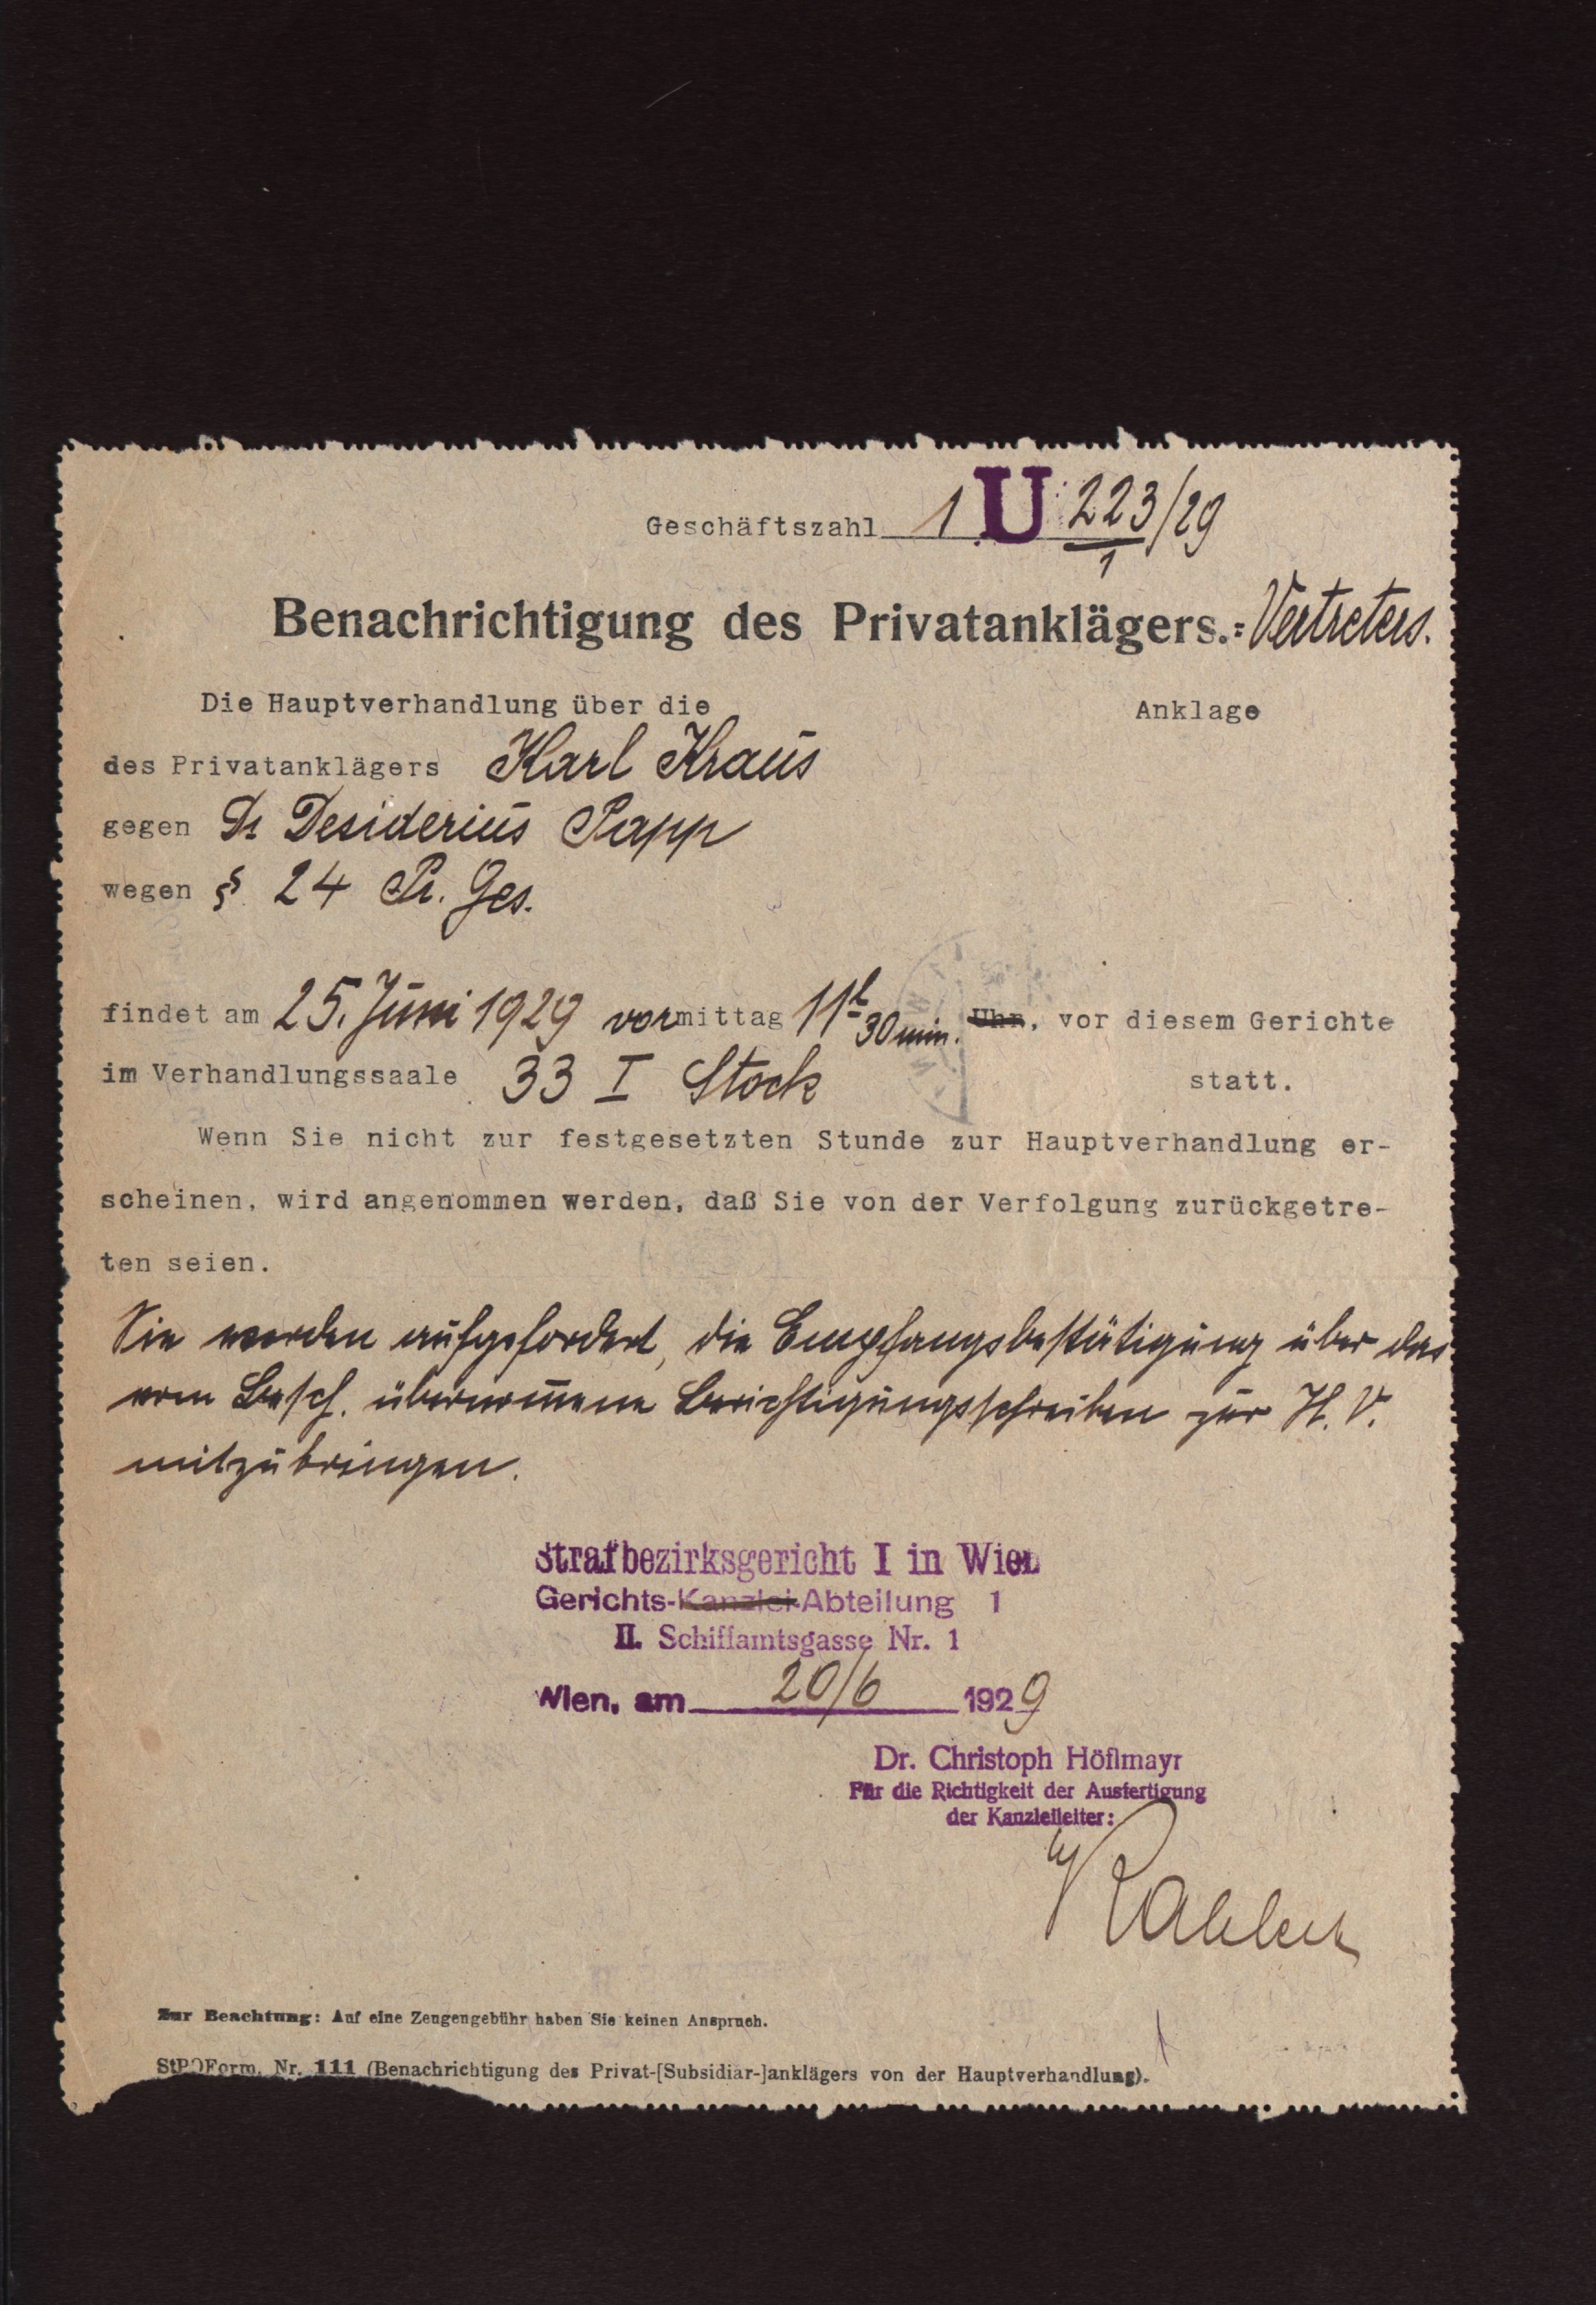 Geschäftszahl 1 U 223/29
1
Benachrichtigung des Privatanklägers.=Vertreters.
Die Hauptverhandlung über die Anklage
des Privatanklägers Karl Kraus
gegen Dr Desiderius Papp
wegen § 24 Pr. Ges.
findet am 25. Juni 1929 vormittag 11h 30 min. Uhr, vor diesem Gerichte
im Verhandlungssaale 33 I Stock statt.
Wenn Sie nicht zur festgesetzten Stunde zur Hauptverhandlung er-
scheinen, wird angenommen werden, daß Sie von der Verfolgung zurückgetre-
ten seien.
Sie werden aufgefordert, die Empfangsbestätigung über das
vom Besch. übernom̅ene Berichtigungsschreiben zur H. V.
mitzubringen.
Strafbezirksgericht I in Wien
Gerichts-Kanzlei-Abteilung 1
II. Schiffamtsgasse Nr. 1
Wien, am 20/6 1929
Dr. Christoph Höflmayr
Für die Richtigkeit der Ausfertigung
der Kanzleileiter:
Zur Beachtung: Auf eine Zeugengebühr haben Sie keinen Anspruch.
StPOForm. Nr. 111 (Benachrichtigung des Privat-[Subsidiar-]anklägers von der Hauptverhandlung).